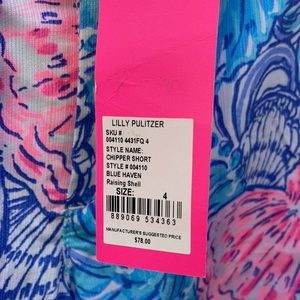 LILLY PULITZER
SKU #
004110 4431FQ 4
STYLE NAME:
CHIPPER SHORT
STYLE # 004110
BLUE HAVEN
Raising Shell
SIZE: 4
889069 534363
MANUFACTURER'S SUGGESTED PRICE
$78.00